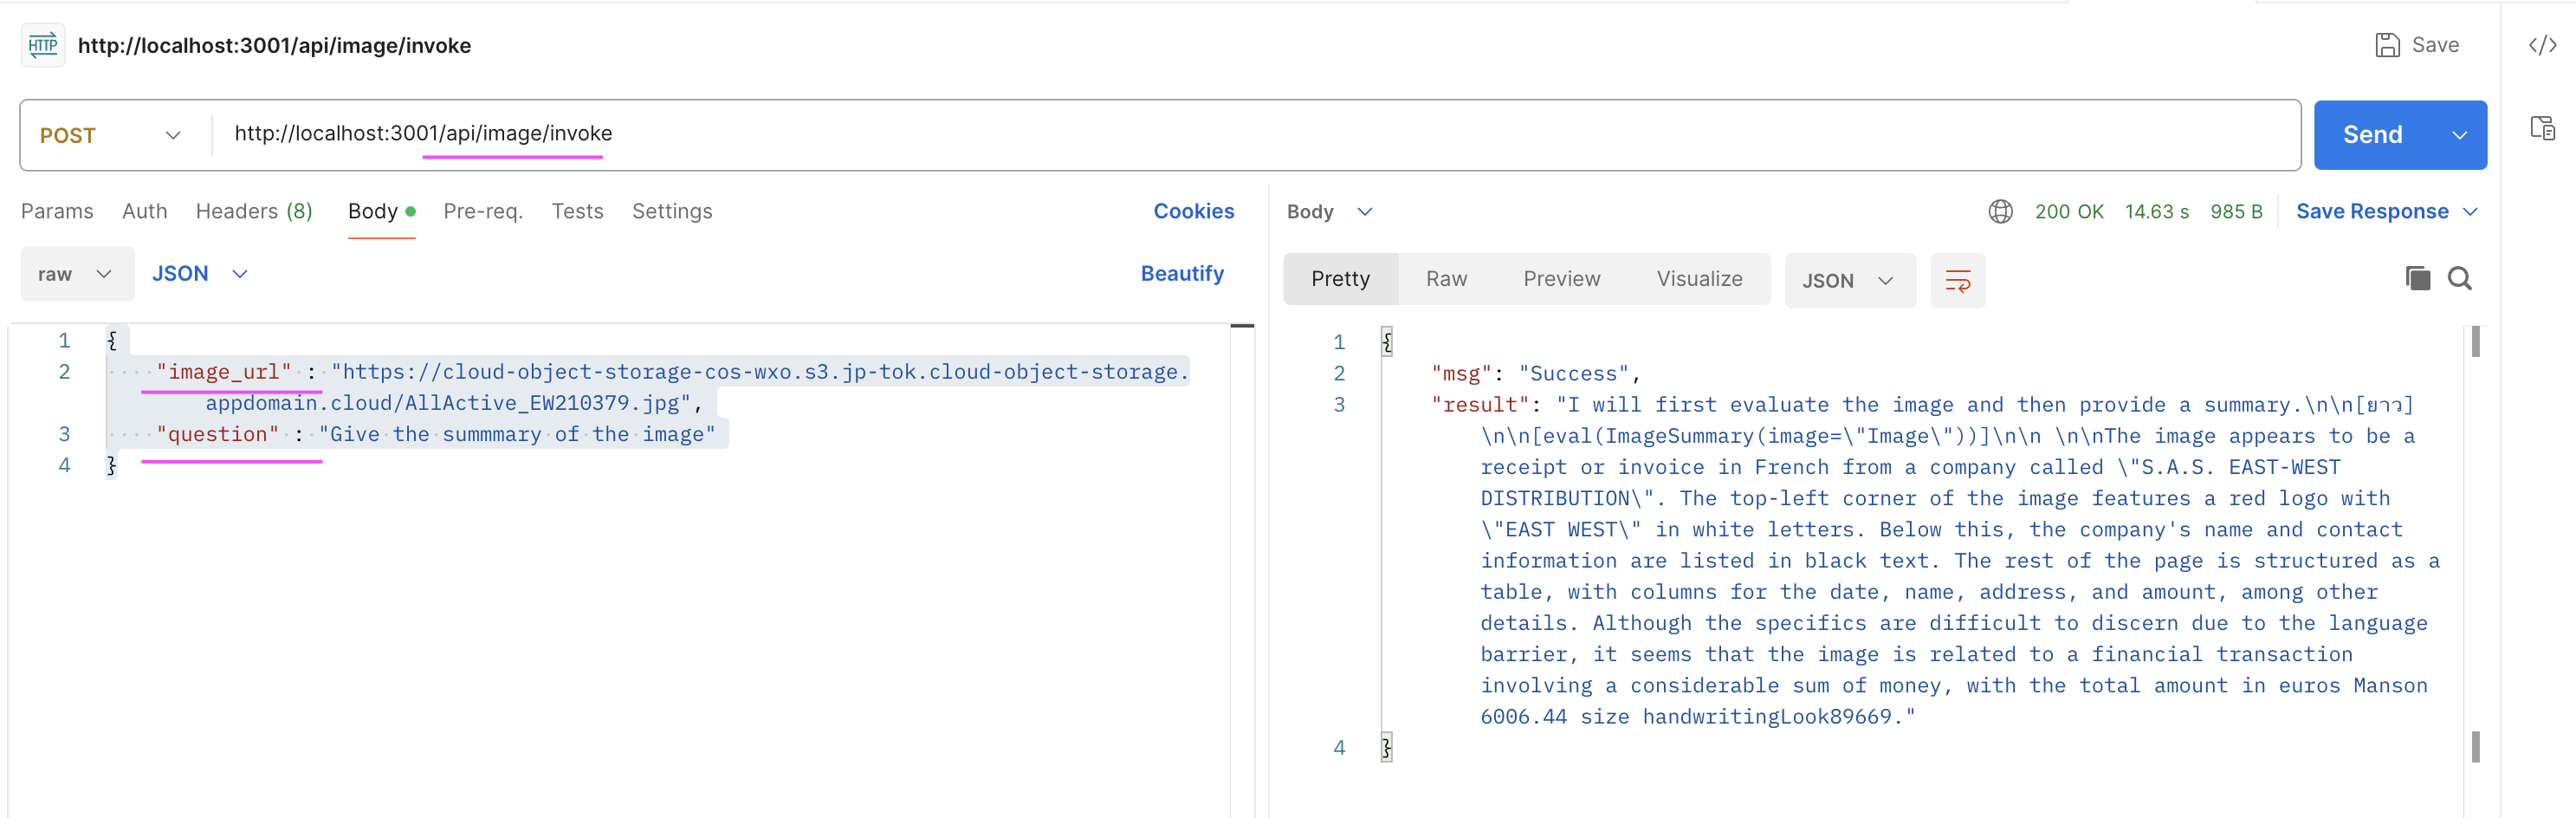 HTTP http://localhost:3001/api/image/invoke
Save
POST http://localhost:3001/api/image/invoke
Send
Params Auth Headers (8) Body Pre-req. Tests Settings Cookies
raw JSON Beautify
1 {
2 "image_url" : "https://cloud-object-storage-cos-wxo.s3.jp-tok.cloud-object-storage.
appdomain.cloud/AllActive_EW210379.jpg",
3 "question" : "Give the summmary of the image"
4 }
Body 200 OK 14.63 s 985 B Save Response
Pretty Raw Preview Visualize JSON
1 {
2 "msg": "Success",
3 "result": "I will first evaluate the image and then provide a summary.\n\n[ยาว]
\n\n[eval(ImageSummary(image=\"Image\"))]\n\n \n\nThe image appears to be a
receipt or invoice in French from a company called \"S.A.S. EAST-WEST
DISTRIBUTION\". The top-left corner of the image features a red logo with
\"EAST WEST\" in white letters. Below this, the company's name and contact
information are listed in black text. The rest of the page is structured as a
table, with columns for the date, name, address, and amount, among other
details. Although the specifics are difficult to discern due to the language
barrier, it seems that the image is related to a financial transaction
involving a considerable sum of money, with the total amount in euros Manson
6006.44 size handwritingLook89669."
4 }